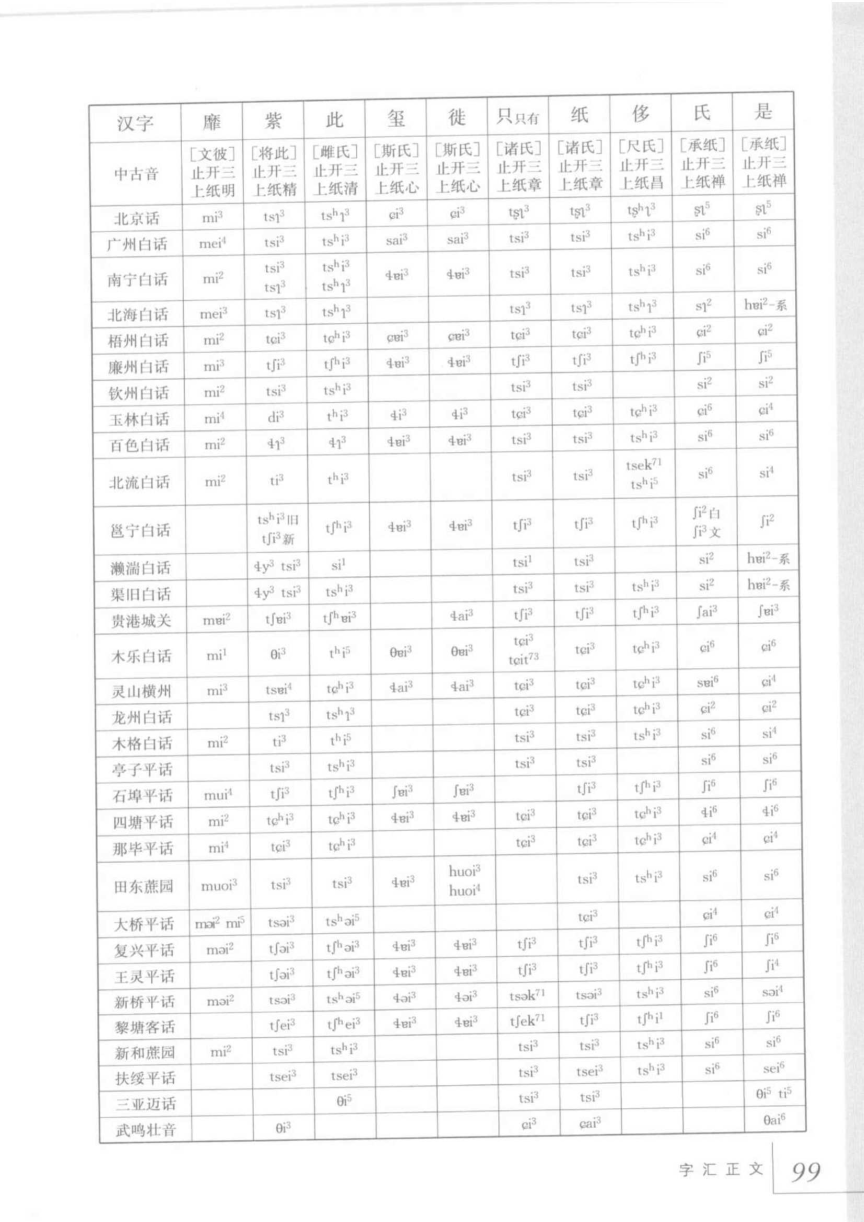 汉字 靡 紫 此 玺 徙 只只有 纸 侈 氏 是
中古音 [文彼]止开三上纸明 [将此]止开三上纸精 [雌氏]止开三上纸清 [斯氏]止开三上纸心 [斯氏]止开三上纸心 [诸氏]止开三上纸章 [诸氏]止开三上纸章 [尺氏]止开三上纸昌 [承纸]止开三上纸禅 [承纸]止开三上纸禅
北京话 mi³ tsɿ³ tsʰɿ³ ɕi³ ɕi³ tʂʅ³ tʂʅ³ tʂʰʅ³ ʂʅ⁵ ʂʅ⁵
广州白话 mei⁴ tsi³ tsʰi³ sai³ sai³ tsi³ tsi³ tsʰi³ si⁶ si⁶
南宁白话 mi² tsi³ tsɿ³ tsʰi³ tsʰɿ³ ɬɐi³ ɬɐi³ tsi³ tsi³ tsʰi³ si⁶ si⁶
北海白话 mei³ tsɿ³ tsʰɿ³ tsɿ³ tsɿ³ tsʰɿ³ sɿ² hɐi²-系
梧州白话 mi² tɕi³ tɕʰi³ ɕɐi³ ɕɐi³ tɕi³ tɕi³ tɕʰi³ ɕi² ɕi²
廉州白话 mi³ tʃi³ tʃʰi³ ɬɐi³ ɬɐi³ tʃi³ tʃi³ tʃʰi³ ʃi⁵ ʃi⁵
钦州白话 mi² tsi³ tsʰi³ tsi³ tsi³ si² si²
玉林白话 mi⁴ di³ tʰi³ ɬi³ ɬi³ tɕi³ tɕi³ tɕʰi³ ɕi⁶ ɕi⁴
百色白话 mi² ɬɿ³ ɬɿ³ ɬɐi³ ɬɐi³ tsi³ tsi³ tsʰi³ si⁶ si⁶
北流白话 mi² ti³ tʰi³ tsi³ tsi³ tsek⁷¹ tsʰi⁵ si⁶ si⁴
邕宁白话 tsʰi³旧 tʃi³新 tʃʰi³ ɬɐi³ ɬɐi³ tʃi³ tʃi³ tʃʰi³ ʃi²白 ʃi³文 ʃi²
濑湍白话 ɬy³ tsi³ si¹ tsi¹ tsi³ si² hɐi²-系
渠旧白话 ɬy³ tsi³ tsʰi³ tsi³ tsi³ tsʰi³ si² hɐi²-系
贵港城关 mɐi² tʃɐi³ tʃʰɐi³ ɬai³ tʃi³ tʃi³ tʃʰi³ ʃai³ ʃɐi³
木乐白话 mi¹ θi³ tʰi⁵ θɐi³ θɐi³ tɕi³ tɕit⁷³ tɕi³ tɕʰi³ ɕi⁶ ɕi⁶
灵山横州 mi³ tsɐi⁴ tɕʰi³ ɬai³ ɬai³ tɕi³ tɕi³ tɕʰi³ sɐi⁶ ɕi⁴
龙州白话 tsɿ³ tsʰɿ³ tɕi³ tɕi³ tɕʰi³ ɕi² ɕi²
木格白话 mi² ti³ tʰi⁵ tsi³ tsi³ tsʰi³ si⁶ si⁴
亭子平话 tsi³ tsʰi³ tsi³ tsi³ si⁶ si⁶
石埠平话 mui⁴ tʃi³ tʃʰi³ ʃɐi³ ʃɐi³ tʃi³ tʃʰi³ ʃi⁶ ʃi⁶
四塘平话 mi² tɕʰi³ tɕʰi³ ɬɐi³ ɬɐi³ tɕi³ tɕi³ tɕʰi³ ɬi⁶ ɬi⁶
那毕平话 mi⁴ tɕi³ tɕʰi³ tɕi³ tɕi³ tɕʰi³ ɕi⁴ ɕi⁴
田东蔗园 muoi³ tsi³ tsi³ ɬɐi³ huoi³ huoi⁴ tsi³ tsʰi³ si⁶ si⁶
大桥平话 məi² mi⁵ tsəi³ tsʰəi⁵ tɕi³ ɕi⁴ ɕi⁴
复兴平话 məi² tʃəi³ tʃʰəi³ ɬɐi³ ɬɐi³ tʃi³ tʃi³ tʃʰi³ ʃi⁶ ʃi⁶
王灵平话 tʃəi³ tʃʰəi³ ɬɐi³ ɬɐi³ tʃi³ tʃi³ tʃʰi³ ʃi⁶ ʃi⁴
新桥平话 məi² tsəi³ tsʰəi⁵ ɬəi³ ɬəi³ tsək⁷¹ tsəi³ tsʰi³ si⁶ səi⁴
黎塘客话 tʃei³ tʃʰei³ ɬɐi³ ɬɐi³ tʃek⁷¹ tʃi³ tʃʰi¹ ʃi⁶ ʃi⁶
新和蔗园 mi² tsi³ tsʰi³ tsi³ tsi³ tsʰi³ si⁶ si⁶
扶绥平话 tsei³ tsei³ tsi³ tsei³ tsʰi³ si⁶ sei⁶
三亚迈话 θi⁵ tsi³ tsi³ θi⁵ ti⁵
武鸣壮音 θi³ ɕi³ ɕai³ θai⁶
字汇正文 99